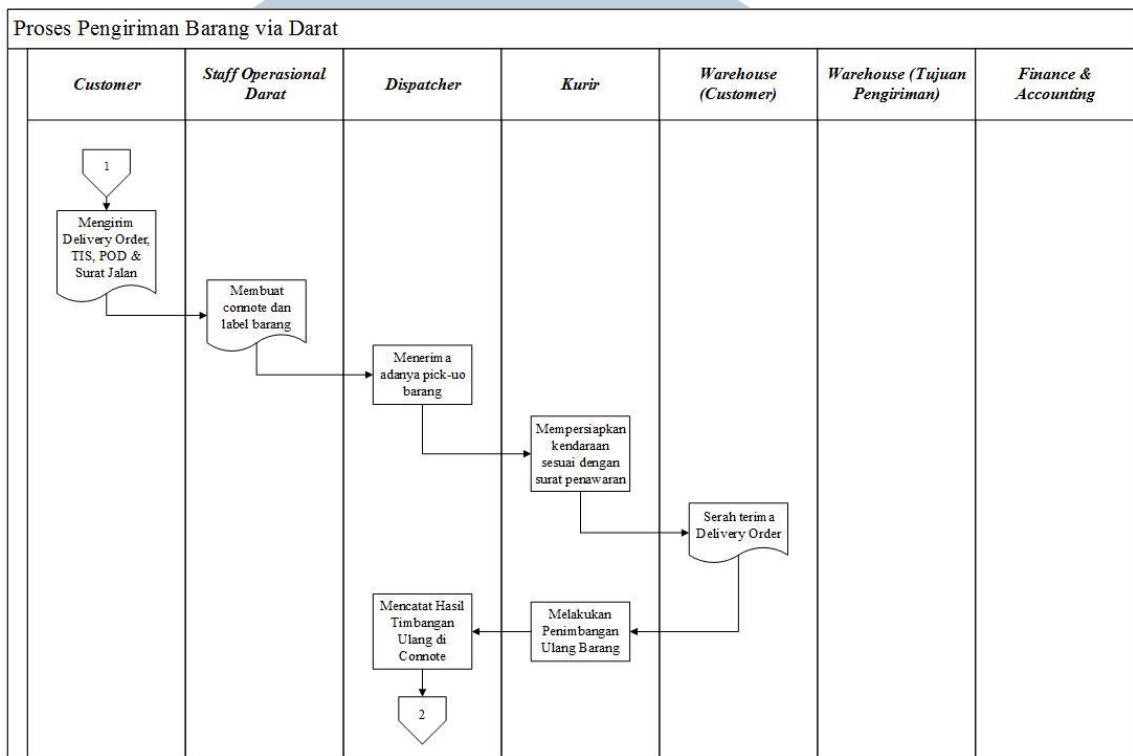 Proses Pengiriman Barang via Darat
Customer
Staff Operasional
Darat
Dispatcher
Kurir
Warehouse
(Customer)
Warehouse (Tujuan
Pengiriman)
Finance &
Accounting
1
Mengirim
Delivery Order,
TIS, POD &
Surat Jalan
Membuat
connote dan
label barang
Menerima
adanya pick-uo
barang
Mempersiapkan
kendaraan
sesuai dengan
surat penawaran
Serah terima
Delivery Order
Melakukan
Penimbangan
Ulang Barang
Mencatat Hasil
Timbangan
Ulang di
Connote
2